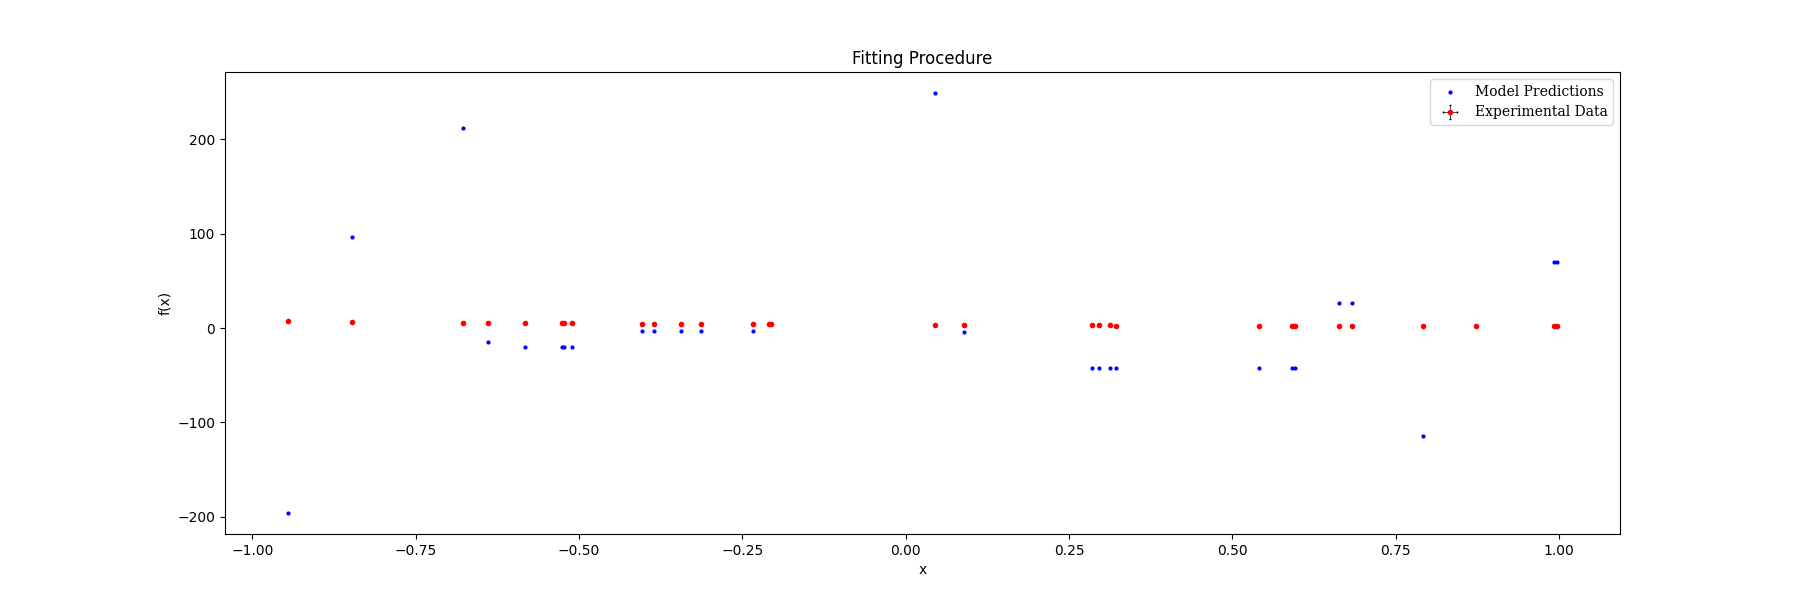 Fitting Procedure
Model Predictions
Experimental Data
f(x)
200
100
0
−100
−200
−1.00 −0.75 −0.50 −0.25 0.00 0.25 0.50 0.75 1.00
x